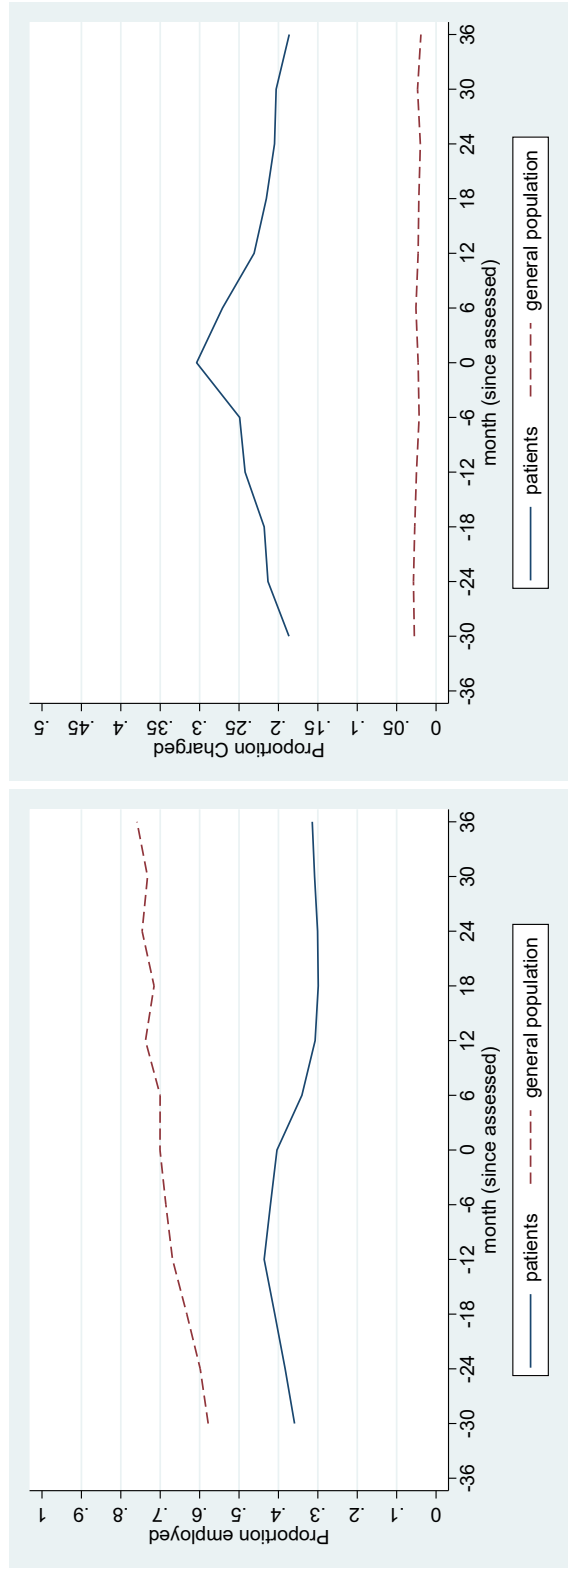 Proportion employed
1
.9
.8
.7
.6
.5
.4
.3
.2
.1
0
-36 -30 -24 -18 -12 -6 0 6 12 18 24 30 36
month (since assessed)
patients general population
Proportion Charged
.5
.45
.4
.35
.3
.25
.2
.15
.1
.05
0
-36 -30 -24 -18 -12 -6 0 6 12 18 24 30 36
month (since assessed)
patients general population